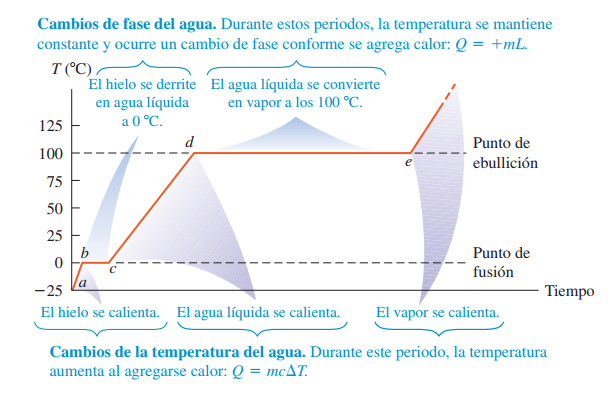 Cambios de fase del agua. Durante estos periodos, la temperatura se mantiene
constante y ocurre un cambio de fase conforme se agrega calor: Q = +mL.
T (°C)
El hielo se derrite
en agua líquida
a 0 °C.
El agua líquida se convierte
en vapor a los 100 °C.
125
100
75
50
25
0
−25
a
b
c
d
e
Punto de
ebullición
Punto de
fusión
Tiempo
El hielo se calienta.
El agua líquida se calienta.
El vapor se calienta.
Cambios de la temperatura del agua. Durante este periodo, la temperatura
aumenta al agregarse calor: Q = mcΔT.